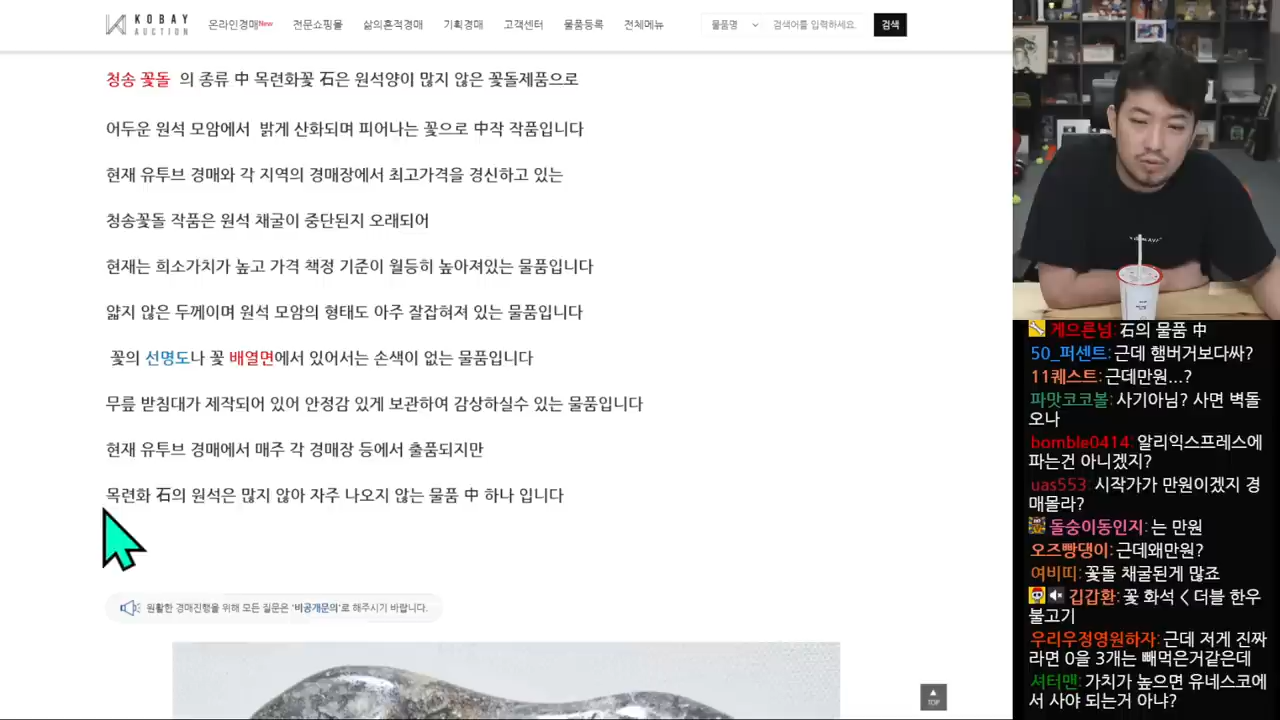 KOBAY
AUCTION
온라인경매New 전문쇼핑몰 삶의흔적경매 기획경매 고객센터 물품등록 전체메뉴
물품명 검색어를 입력하세요. 검색
청송 꽃돌 의 종류 中 목련화꽃 石은 원석양이 많지 않은 꽃돌제품으로
어두운 원석 모암에서 밝게 산화되며 피어나는 꽃으로 中작 작품입니다
현재 유투브 경매와 각 지역의 경매장에서 최고가격을 경신하고 있는
청송꽃돌 작품은 원석 채굴이 중단된지 오래되어
현재는 희소가치가 높고 가격 책정 기준이 월등히 높아져있는 물품입니다
얇지 않은 두께이며 원석 모암의 형태도 아주 잘잡혀져 있는 물품입니다
꽃의 선명도나 꽃 배열면에서 있어서는 손색이 없는 물품입니다
무릎 받침대가 제작되어 있어 안정감 있게 보관하여 감상하실수 있는 물품입니다
현재 유투브 경매에서 매주 각 경매장 등에서 출품되지만
목련화 石의 원석은 많지 않아 자주 나오지 않는 물품 中 하나 입니다
원활한 경매진행을 위해 모든 질문은 '비공개문의'로 해주시기 바랍니다.
TOP
게으른넘: 石의 물품 中
50_퍼센트: 근데 햄버거보다싸?
11퀘스트: 근데만원...?
파맛코코볼: 사기아님? 사면 벽돌
오나
bomble0414: 알리익스프레스에
파는건 아니겠지?
uas553: 시작가가 만원이겠지 경
매몰라?
돌숭이동인지: 는 만원
오즈빵댕이: 근데왜만원?
여비띠: 꽃돌 채굴된게 많죠
김갑환: 꽃 화석 < 더블 한우
불고기
우리우정영원하자: 근데 저게 진짜
라면 0을 3개는 빼먹은거같은데
셔터맨: 가치가 높으면 유네스코에
서 사야 되는거 아냐?